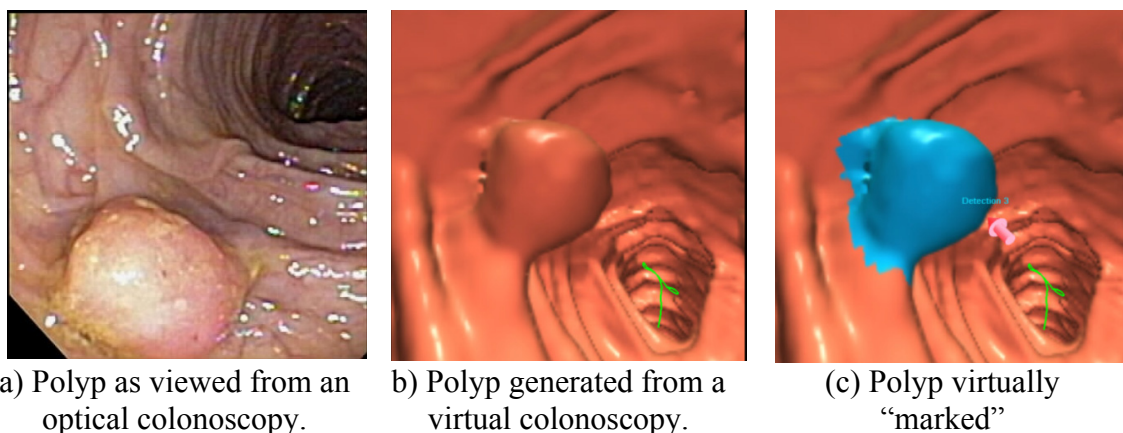 Detection 3
a) Polyp as viewed from an
optical colonoscopy.
b) Polyp generated from a
virtual colonoscopy.
(c) Polyp virtually
“marked”